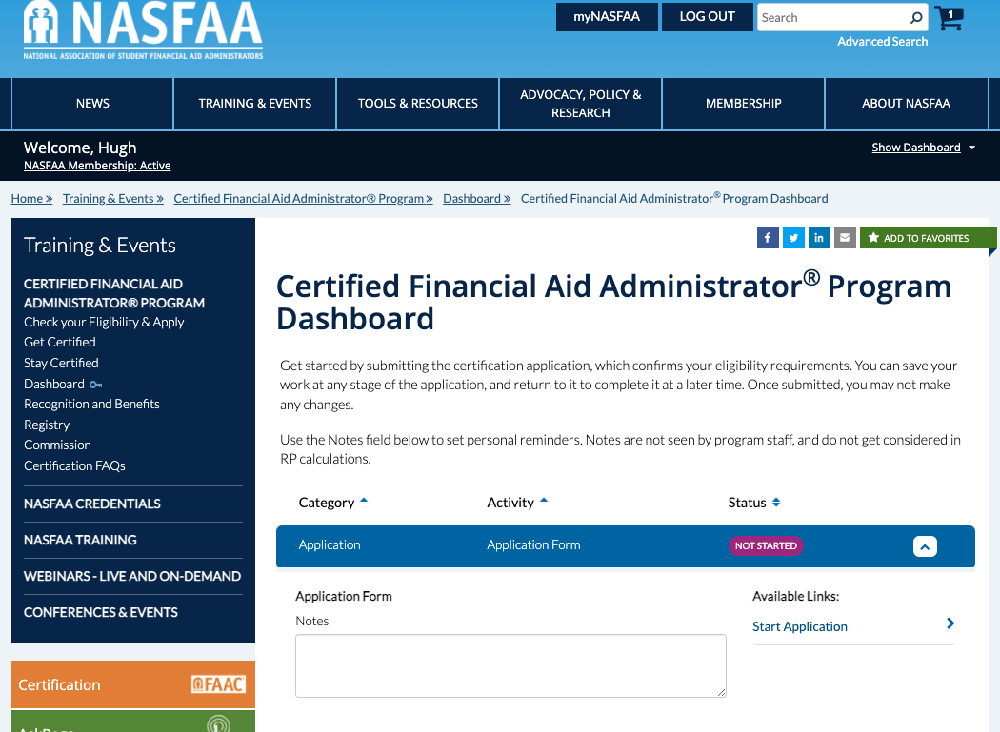 NASFAA
NATIONAL ASSOCIATION OF STUDENT FINANCIAL AID ADMINISTRATORS
myNASFAA
LOG OUT
Search
1
Advanced Search
NEWS
TRAINING & EVENTS
TOOLS & RESOURCES
ADVOCACY, POLICY &
RESEARCH
MEMBERSHIP
ABOUT NASFAA
Welcome, Hugh
NASFAA Membership: Active
Show Dashboard
Home » Training & Events » Certified Financial Aid Administrator® Program » Dashboard » Certified Financial Aid Administrator® Program Dashboard
Training & Events
CERTIFIED FINANCIAL AID
ADMINISTRATOR® PROGRAM
Check your Eligibility & Apply
Get Certified
Stay Certified
Dashboard
Recognition and Benefits
Registry
Commission
Certification FAQs
NASFAA CREDENTIALS
NASFAA TRAINING
WEBINARS - LIVE AND ON-DEMAND
CONFERENCES & EVENTS
Certification
FAAC
AskRegs
f
in
ADD TO FAVORITES
Certified Financial Aid Administrator® Program
Dashboard
Get started by submitting the certification application, which confirms your eligibility requirements. You can save your
work at any stage of the application, and return to it to complete it at a later time. Once submitted, you may not make
any changes.
Use the Notes field below to set personal reminders. Notes are not seen by program staff, and do not get considered in
RP calculations.
Category
Activity
Status
Application
Application Form
NOT STARTED
Application Form
Notes
Available Links:
Start Application